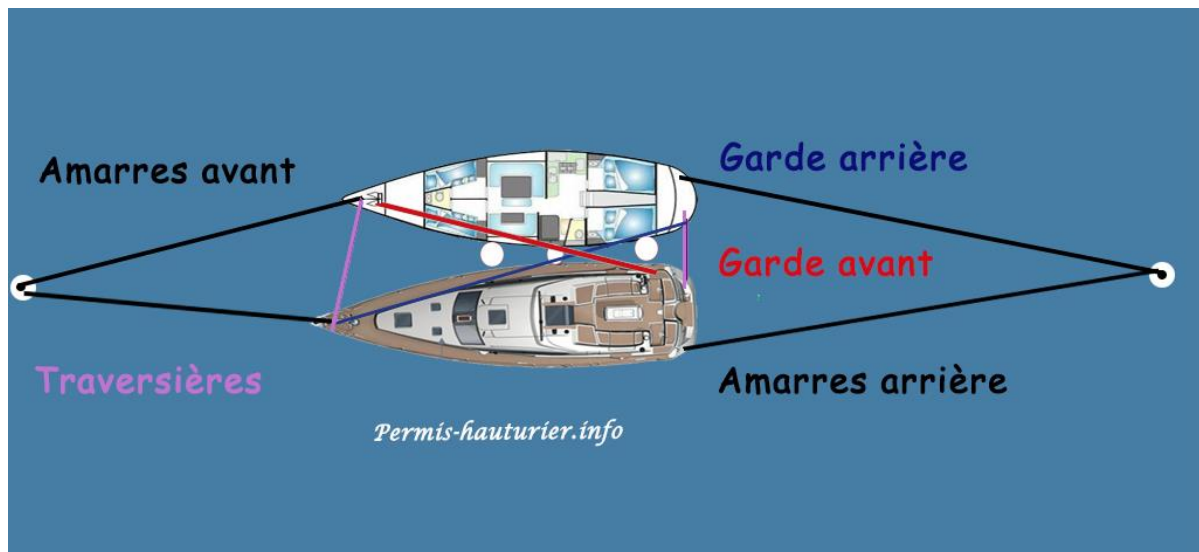 Amarres avant
Garde arrière
Garde avant
Traversières
Amarres arrière
Permis-hauturier.info